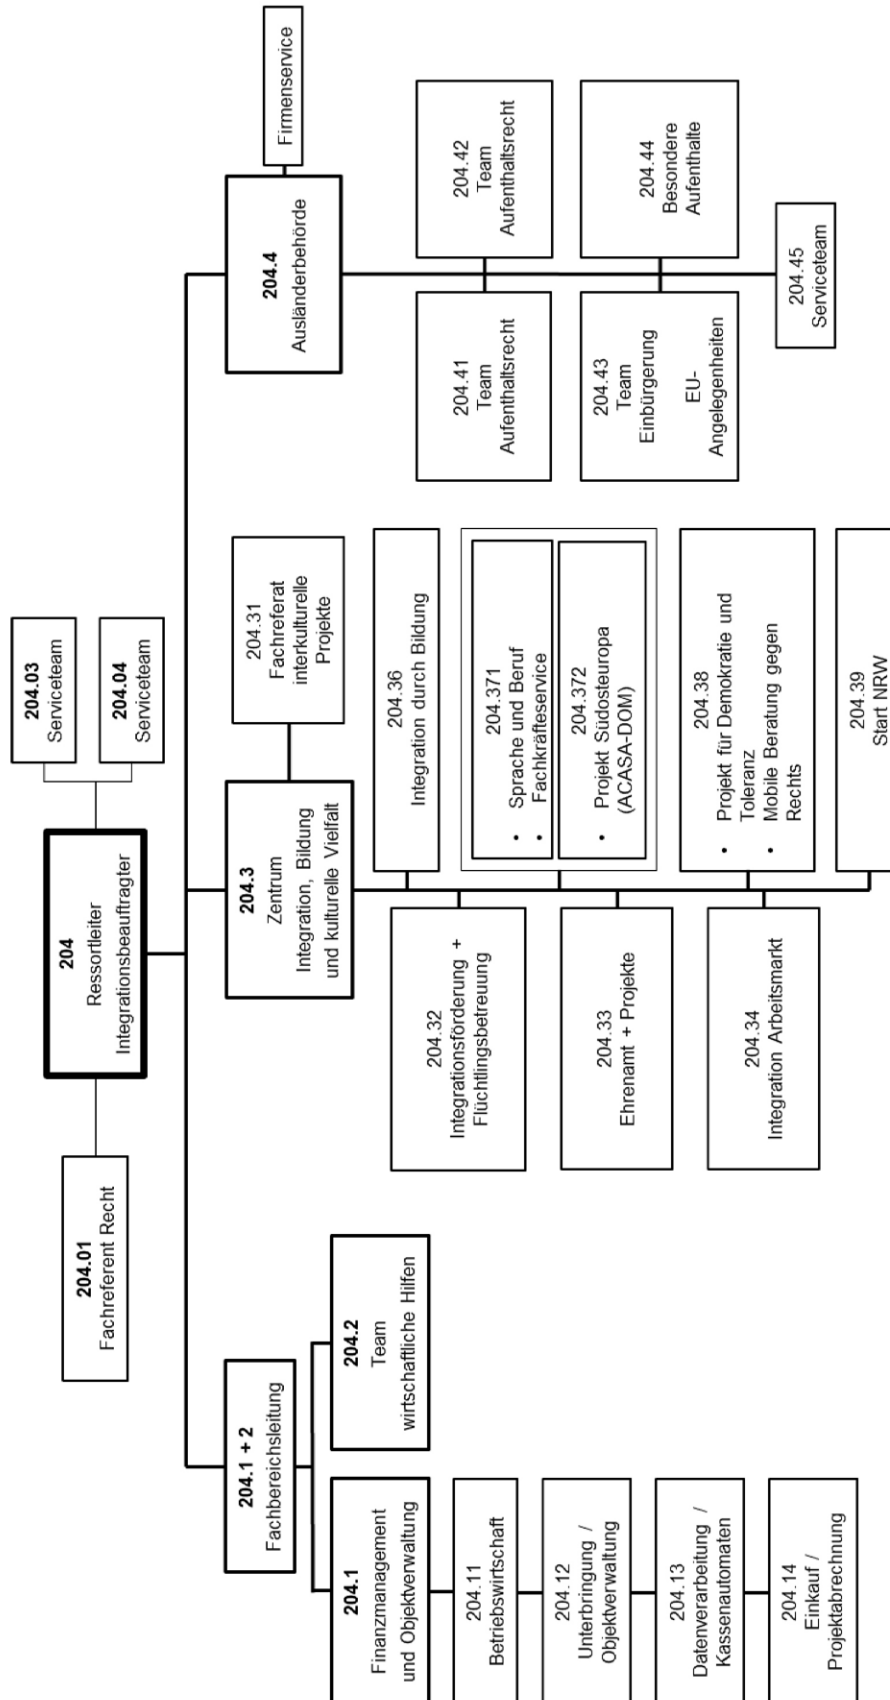 204
Ressortleiter
Integrationsbeauftragter
204.01
Fachreferent Recht
204.03
Serviceteam
204.04
Serviceteam
204.1 + 2
Fachbereichsleitung
204.1
Finanzmanagement
und Objektverwaltung
204.11
Betriebswirtschaft
204.12
Unterbringung /
Objektverwaltung
204.13
Datenverarbeitung /
Kassenautomaten
204.14
Einkauf /
Projektabrechnung
204.2
Team
wirtschaftliche Hilfen
204.3
Zentrum
Integration, Bildung
und kulturelle Vielfalt
204.31
Fachreferat
interkulturelle
Projekte
204.32
Integrationsförderung +
Flüchtlingsbetreuung
204.33
Ehrenamt + Projekte
204.34
Integration Arbeitsmarkt
204.36
Integration durch Bildung
204.371
• Sprache und Beruf
• Fachkräfteservice
204.372
• Projekt Südosteuropa
(ACASA-DOM)
204.38
• Projekt für Demokratie und
Toleranz
• Mobile Beratung gegen
Rechts
204.39
Start NRW
204.4
Ausländerbehörde
Firmenservice
204.41
Team
Aufenthaltsrecht
204.42
Team
Aufenthaltsrecht
204.43
Team
Einbürgerung
EU-
Angelegenheiten
204.44
Besondere
Aufenthalte
204.45
Serviceteam